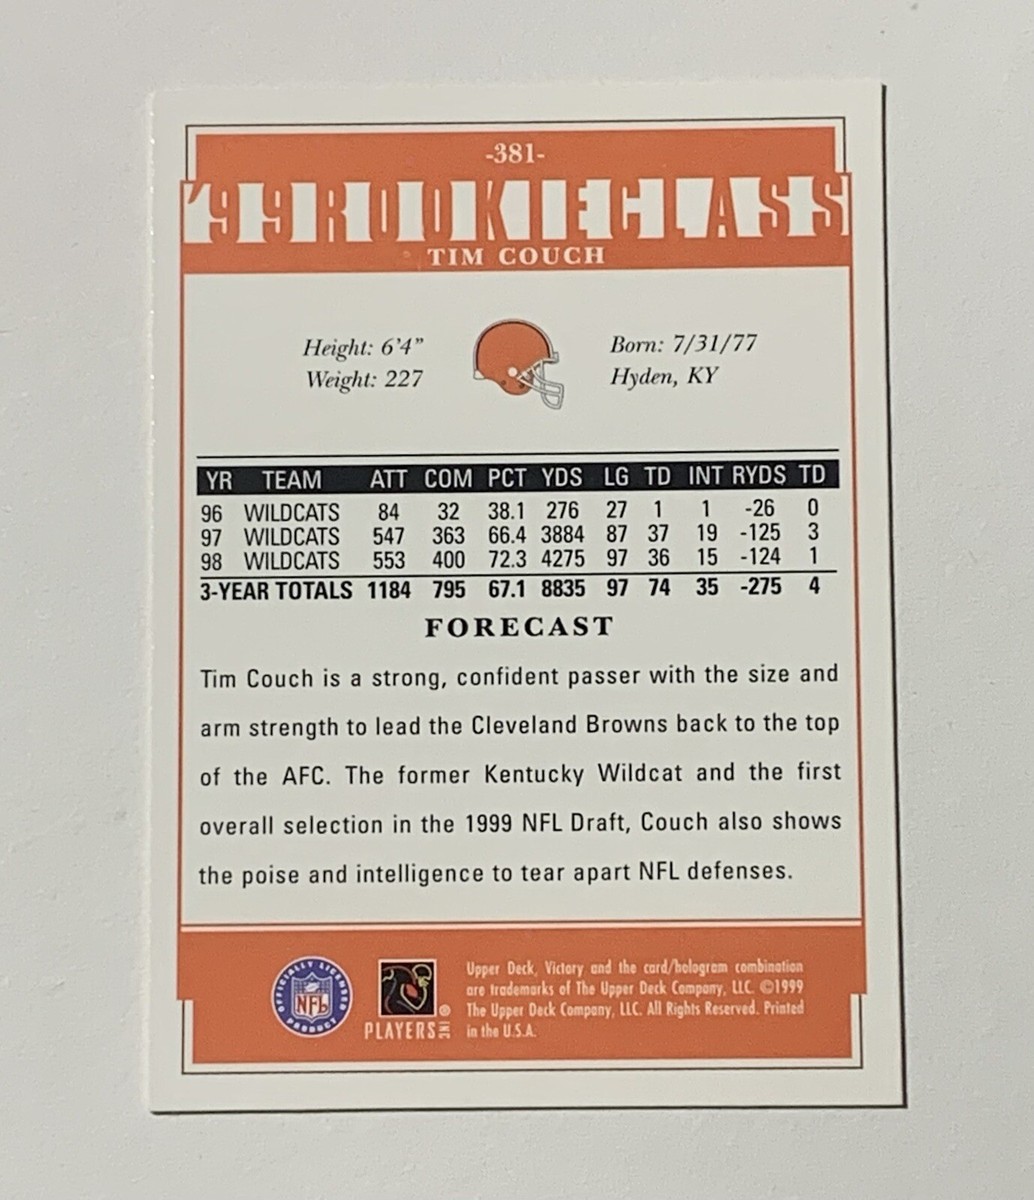 -381-
'99 ROOKIE CLASS
TIM COUCH
Height: 6'4"
Weight: 227
Born: 7/31/77
Hyden, KY
YR TEAM ATT COM PCT YDS LG TD INT RYDS TD
96 WILDCATS 84 32 38.1 276 27 1 1 -26 0
97 WILDCATS 547 363 66.4 3884 87 37 19 -125 3
98 WILDCATS 553 400 72.3 4275 97 36 15 -124 1
3-YEAR TOTALS 1184 795 67.1 8835 97 74 35 -275 4
FORECAST
Tim Couch is a strong, confident passer with the size and
arm strength to lead the Cleveland Browns back to the top
of the AFC. The former Kentucky Wildcat and the first
overall selection in the 1999 NFL Draft, Couch also shows
the poise and intelligence to tear apart NFL defenses.
OFFICIALLY LICENSED
NFL
PRODUCT
PLAYERS INC ®
Upper Deck, Victory and the card/hologram combination
are trademarks of The Upper Deck Company, LLC. ©1999
The Upper Deck Company, LLC. All Rights Reserved. Printed
in the U.S.A.